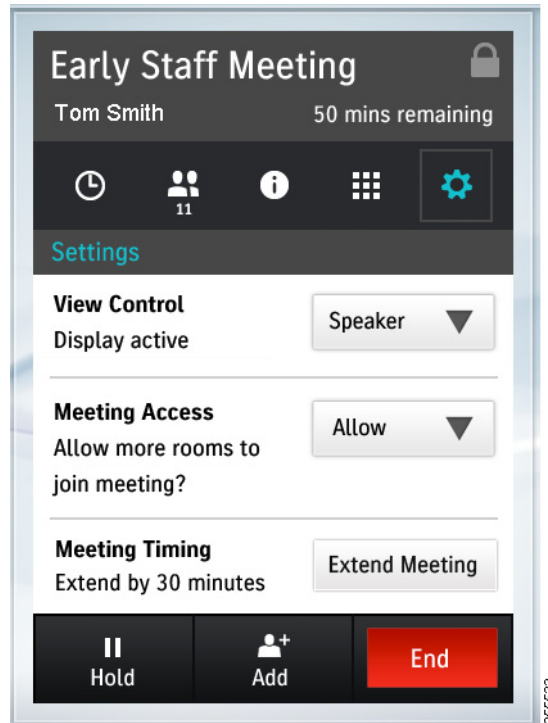 Early Staff Meeting
Tom Smith 50 mins remaining
11
Settings
View Control
Display active
Speaker
Meeting Access
Allow more rooms to
join meeting?
Allow
Meeting Timing
Extend by 30 minutes
Extend Meeting
Hold
Add
End